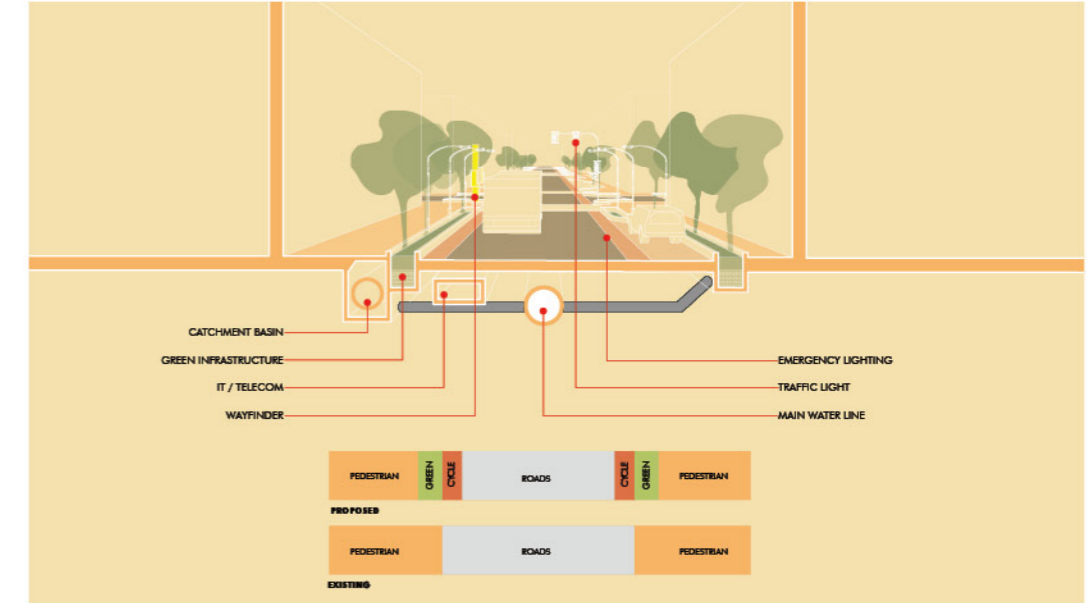 CATCHMENT BASIN
GREEN INFRASTRUCTURE
IT / TELECOM
WAYFINDER
EMERGENCY LIGHTING
TRAFFIC LIGHT
MAIN WATER LINE
PEDESTRIAN GREEN CYCLE ROADS CYCLE GREEN PEDESTRIAN
PROPOSED
PEDESTRIAN ROADS PEDESTRIAN
EXISTING